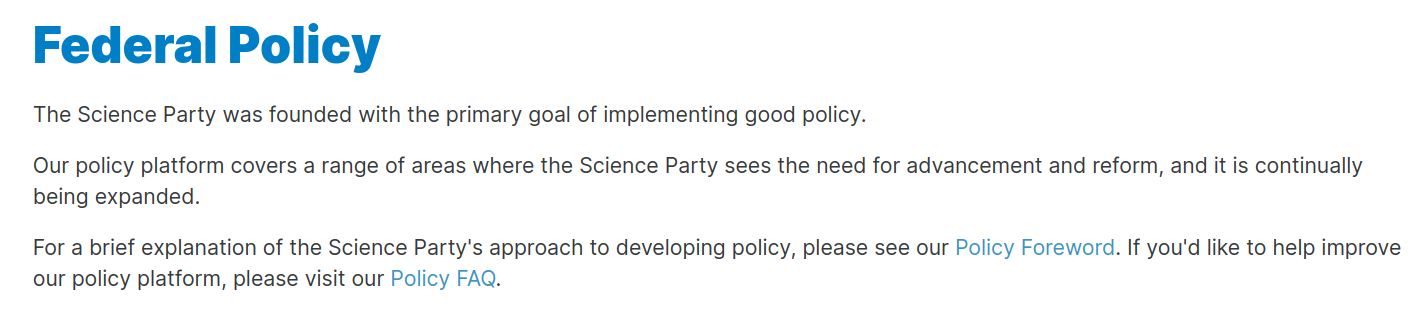 Federal Policy
The Science Party was founded with the primary goal of implementing good policy.
Our policy platform covers a range of areas where the Science Party sees the need for advancement and reform, and it is continually
being expanded.
For a brief explanation of the Science Party's approach to developing policy, please see our Policy Foreword. If you'd like to help improve
our policy platform, please visit our Policy FAQ.